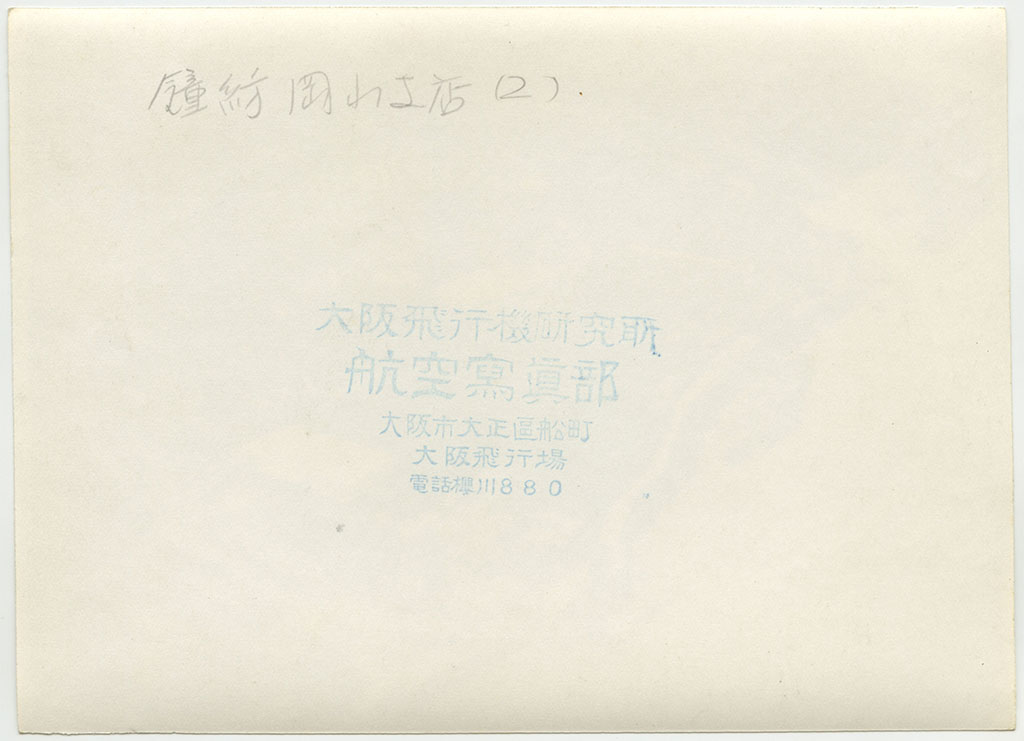 鐘紡岡山支店(2).
大阪飛行機研究所
航空寫眞部
大阪市大正區船町
大阪飛行場
電話櫻川880